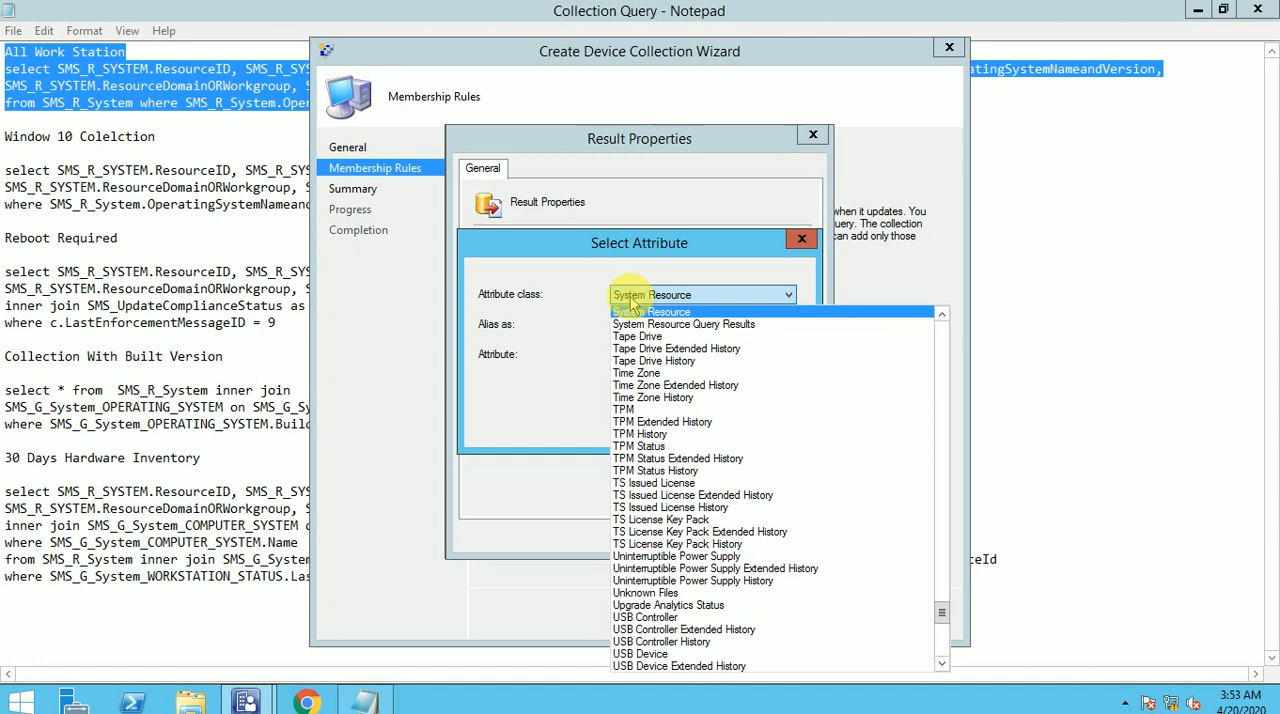 Collection Query - Notepad
File Edit Format View Help
All Work Station
select SMS_R_SYSTEM.ResourceID, SMS_R_SYS
atingSystemNameandVersion,
SMS_R_SYSTEM.ResourceDomainORWorkgroup, S
from SMS_R_System where SMS_R_System.Ope
Window 10 Colelction
select SMS_R_SYSTEM.ResourceID, SMS_R_SYS
SMS_R_SYSTEM.ResourceDomainORWorkgroup, S
where SMS_R_System.OperatingSystemNamean
Reboot Required
select SMS_R_SYSTEM.ResourceID, SMS_R_SYS
SMS_R_SYSTEM.ResourceDomainORWorkgroup, S
inner join SMS_UpdateComplianceStatus as
where c.LastEnforcementMessageID = 9
Collection With Built Version
select * from SMS_R_System inner join
SMS_G_System_OPERATING_SYSTEM on SMS_G_Sy
where SMS_G_System_OPERATING_SYSTEM.Buil
30 Days Hardware Inventory
select SMS_R_SYSTEM.ResourceID, SMS_R_SYS
SMS_R_SYSTEM.ResourceDomainORWorkgroup, S
inner join SMS_G_System_COMPUTER_SYSTEM o
where SMS_G_System_COMPUTER_SYSTEM.Name
from SMS_R_System inner join SMS_G_System
eId
where SMS_G_System_WORKSTATION_STATUS.Las
Create Device Collection Wizard
Membership Rules
General
Membership Rules
Summary
Progress
Completion
when it updates. You
query. The collection
can add only those
Result Properties
General
Result Properties
Select Attribute
Attribute class: System Resource
Alias as:
Attribute:
System Resource
System Resource Query Results
Tape Drive
Tape Drive Extended History
Tape Drive History
Time Zone
Time Zone Extended History
Time Zone History
TPM
TPM Extended History
TPM History
TPM Status
TPM Status Extended History
TPM Status History
TS Issued License
TS Issued License Extended History
TS Issued License History
TS License Key Pack
TS License Key Pack Extended History
TS License Key Pack History
Uninterruptible Power Supply
Uninterruptible Power Supply Extended History
Uninterruptible Power Supply History
Unknown Files
Upgrade Analytics Status
USB Controller
USB Controller Extended History
USB Controller History
USB Device
USB Device Extended History
3:53 AM
4/20/2020